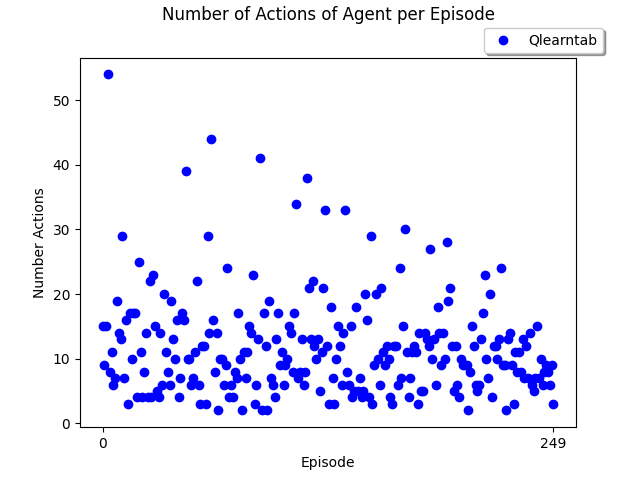 Number of Actions of Agent per Episode
Qlearntab
50
40
30
20
10
0
Number Actions
0 249
Episode